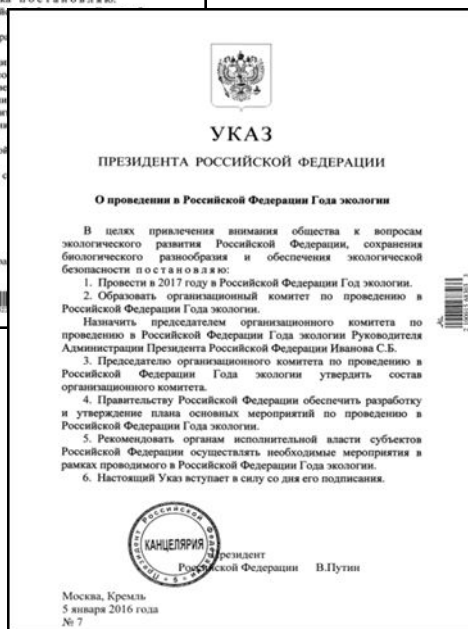 УКАЗ
ПРЕЗИДЕНТА РОССИЙСКОЙ ФЕДЕРАЦИИ
О проведении в Российской Федерации Года экологии
В целях привлечения внимания общества к вопросам
экологического развития Российской Федерации, сохранения
биологического разнообразия и обеспечения экологической
безопасности постановляю:
1. Провести в 2017 году в Российской Федерации Год экологии.
2. Образовать организационный комитет по проведению в
Российской Федерации Года экологии.
Назначить председателем организационного комитета по
проведению в Российской Федерации Года экологии Руководителя
Администрации Президента Российской Федерации Иванова С.Б.
3. Председателю организационного комитета по проведению в
Российской Федерации Года экологии утвердить состав
организационного комитета.
4. Правительству Российской Федерации обеспечить разработку
и утверждение плана основных мероприятий по проведению в
Российской Федерации Года экологии.
5. Рекомендовать органам исполнительной власти субъектов
Российской Федерации осуществлять необходимые мероприятия в
рамках проводимого в Российской Федерации Года экологии.
6. Настоящий Указ вступает в силу со дня его подписания.
КАНЦЕЛЯРИЯ
Президент
Российской Федерации В.Путин
Москва, Кремль
5 января 2016 года
№ 7